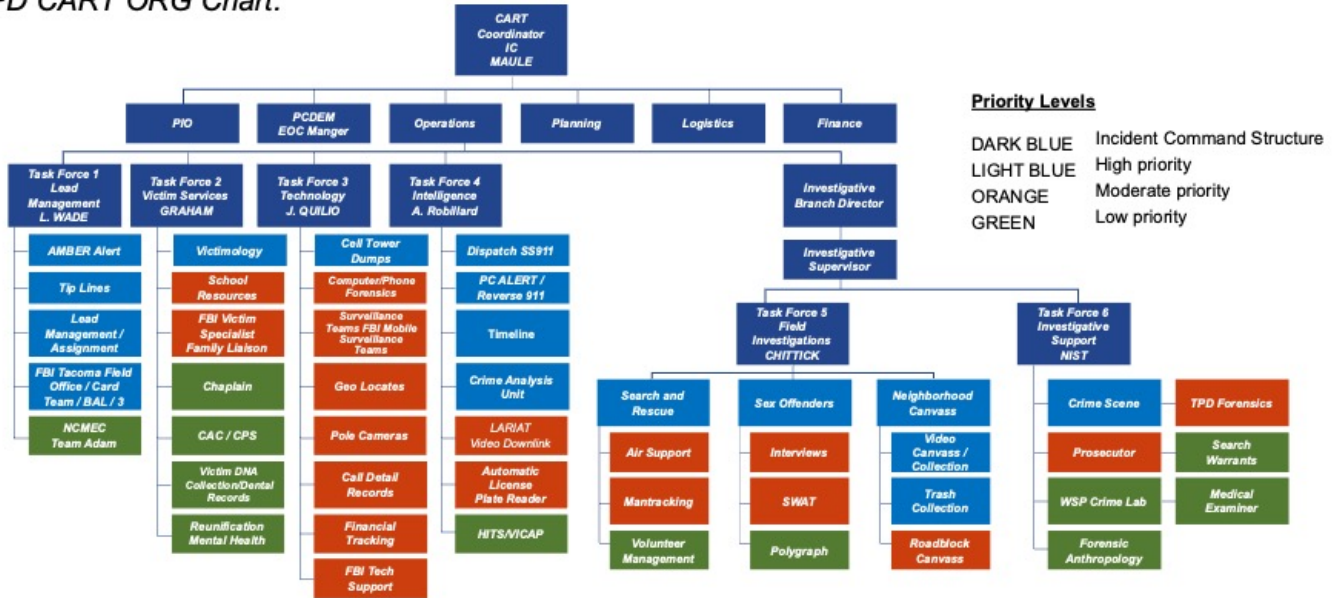 PD CART ORG Chart:
CART
Coordinator
IC
MAULE
PIO
PCDEM
EOC Manger
Operations
Planning
Logistics
Finance
Priority Levels
DARK BLUE Incident Command Structure
LIGHT BLUE High priority
ORANGE Moderate priority
GREEN Low priority
Task Force 1
Lead
Management
L. WADE
Task Force 2
Victim Services
GRAHAM
Task Force 3
Technology
J. QUILIO
Task Force 4
Intelligence
A. Robillard
Investigative
Branch Director
Investigative
Supervisor
AMBER Alert
Tip Lines
Lead
Management /
Assignment
FBI Tacoma Field
Office / Card
Team / BAL / 3
NCMEC
Team Adam
Victimology
School
Resources
FBI Victim
Specialist
Family Liaison
Chaplain
CAC / CPS
Victim DNA
Collection/Dental
Records
Reunification
Mental Health
Cell Tower
Dumps
Computer/Phone
Forensics
Surveillance
Teams FBI Mobile
Surveillance
Teams
Geo Locates
Pole Cameras
Call Detail
Records
Financial
Tracking
FBI Tech
Support
Dispatch SS911
PC ALERT /
Reverse 911
Timeline
Crime Analysis
Unit
LARIAT
Video Downlink
Automatic
License
Plate Reader
HITS/VICAP
Task Force 5
Field
Investigations
CHITTICK
Task Force 6
Investigative
Support
NIST
Search and
Rescue
Air Support
Mantracking
Volunteer
Management
Sex Offenders
Interviews
SWAT
Polygraph
Neighborhood
Canvass
Video
Canvass /
Collection
Trash
Collection
Roadblock
Canvass
Crime Scene
Prosecutor
WSP Crime Lab
Forensic
Anthropology
TPD Forensics
Search
Warrants
Medical
Examiner